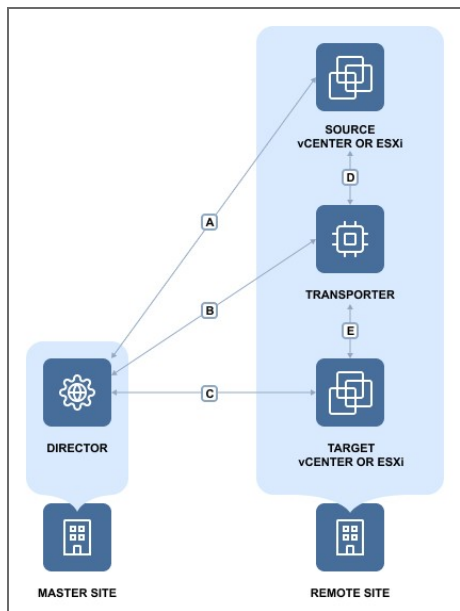 SOURCE
vCENTER OR ESXi
D
A
TRANSPORTER
B
E
C
DIRECTOR
TARGET
vCENTER OR ESXi
MASTER SITE
REMOTE SITE